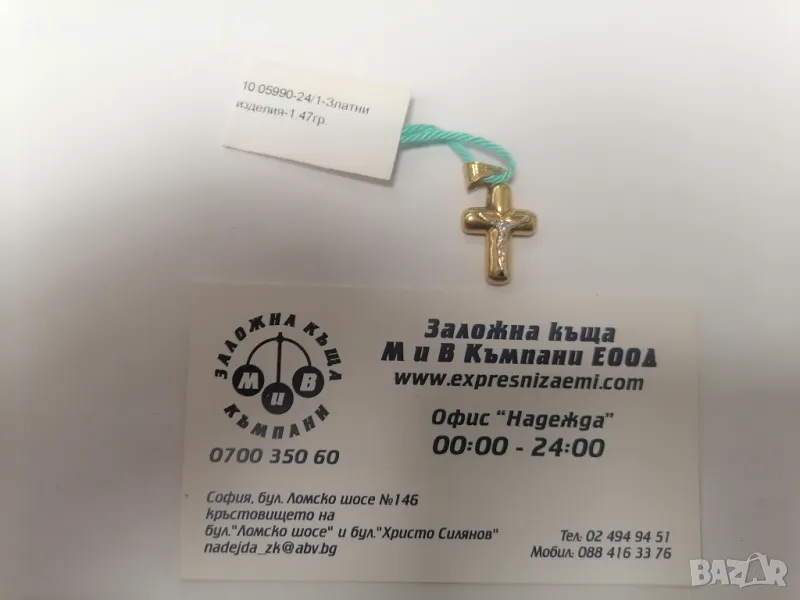 10.05990-24/1-Златни
изделия-1.47гр.
ЗАЛОЖНА КЪЩА
М и В
КЪМПАНИ
0700 350 60
Заложна къща
М и В Къмпани ЕООД
www.expresnizaemi.com
Офис "Надежда"
00:00 - 24:00
София, бул. Ломско шосе №146
кръстовището на
бул."Ломско шосе" и бул."Христо Силянов"
nadejda_zk@abv.bg
Тел: 02 494 94 51
Мобил: 088 416 33 76
BAZAR